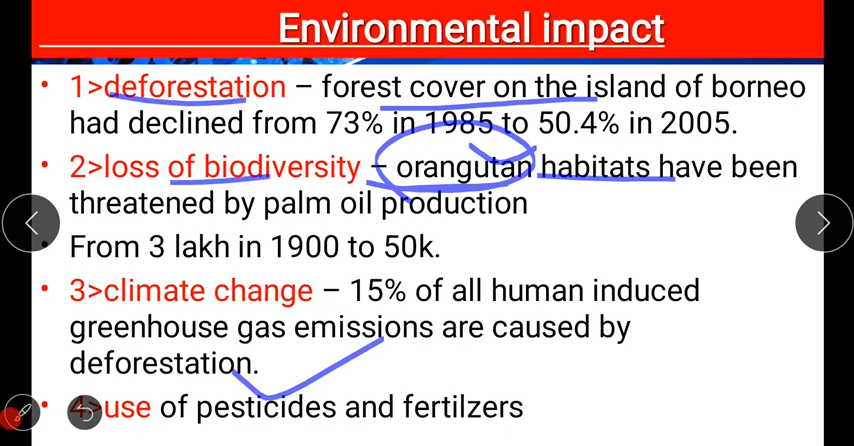 Environmental impact
• 1>deforestation – forest cover on the island of borneo
had declined from 73% in 1985 to 50.4% in 2005.
• 2>loss of biodiversity – orangutan habitats have been
threatened by palm oil production
• From 3 lakh in 1900 to 50k.
• 3>climate change – 15% of all human induced
greenhouse gas emissions are caused by
deforestation.
• 4>use of pesticides and fertilzers